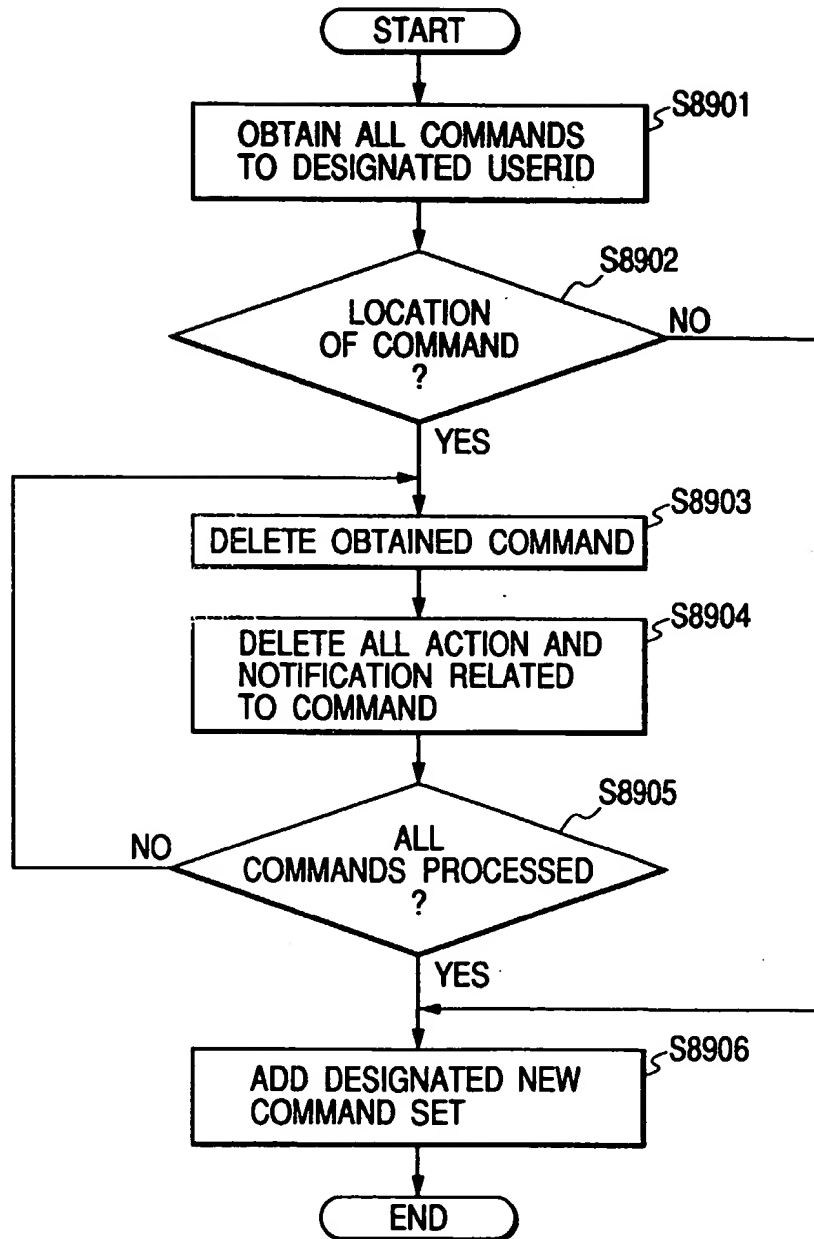 START
S8901
OBTAIN ALL COMMANDS
TO DESIGNATED USERID
S8902
LOCATION
OF COMMAND
?
NO
YES
S8903
DELETE OBTAINED COMMAND
S8904
DELETE ALL ACTION AND
NOTIFICATION RELATED
TO COMMAND
S8905
ALL
COMMANDS PROCESSED
?
NO
YES
S8906
ADD DESIGNATED NEW
COMMAND SET
END